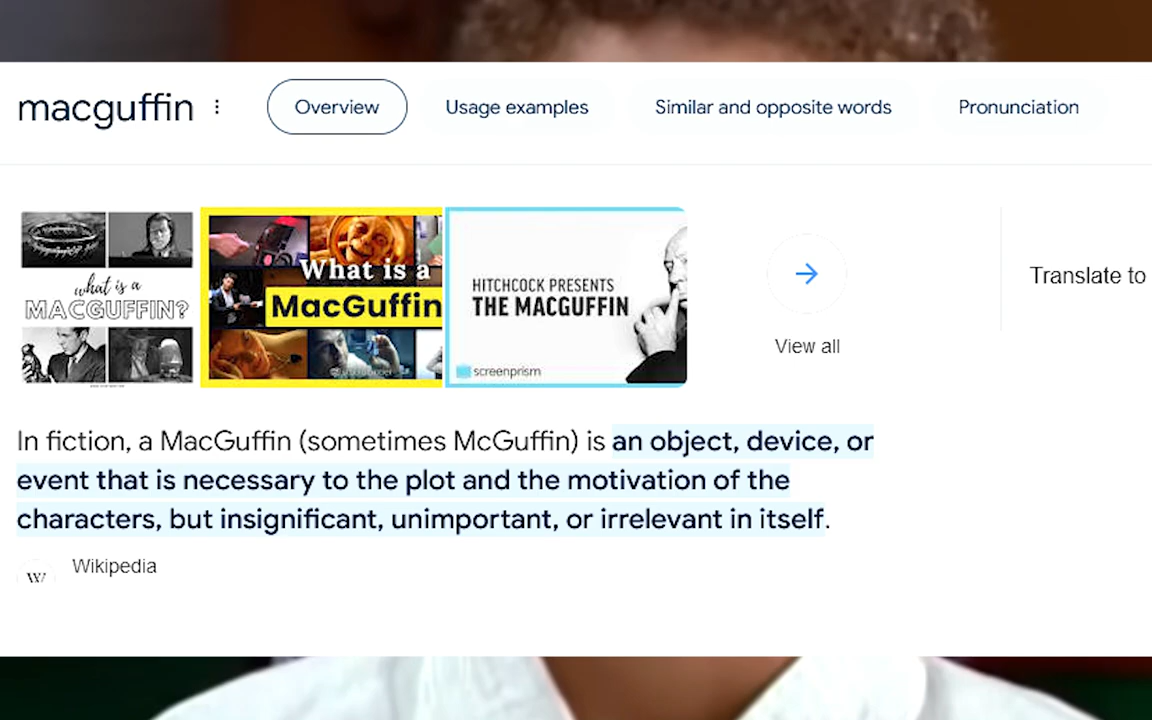 macguffin
Overview
Usage examples
Similar and opposite words
Pronunciation
what is a
MACGUFFIN?
What is a
MacGuffin
HITCHCOCK PRESENTS
THE MACGUFFIN
screenprism
View all
Translate to
In fiction, a MacGuffin (sometimes McGuffin) is an object, device, or
event that is necessary to the plot and the motivation of the
characters, but insignificant, unimportant, or irrelevant in itself.
W
Wikipedia